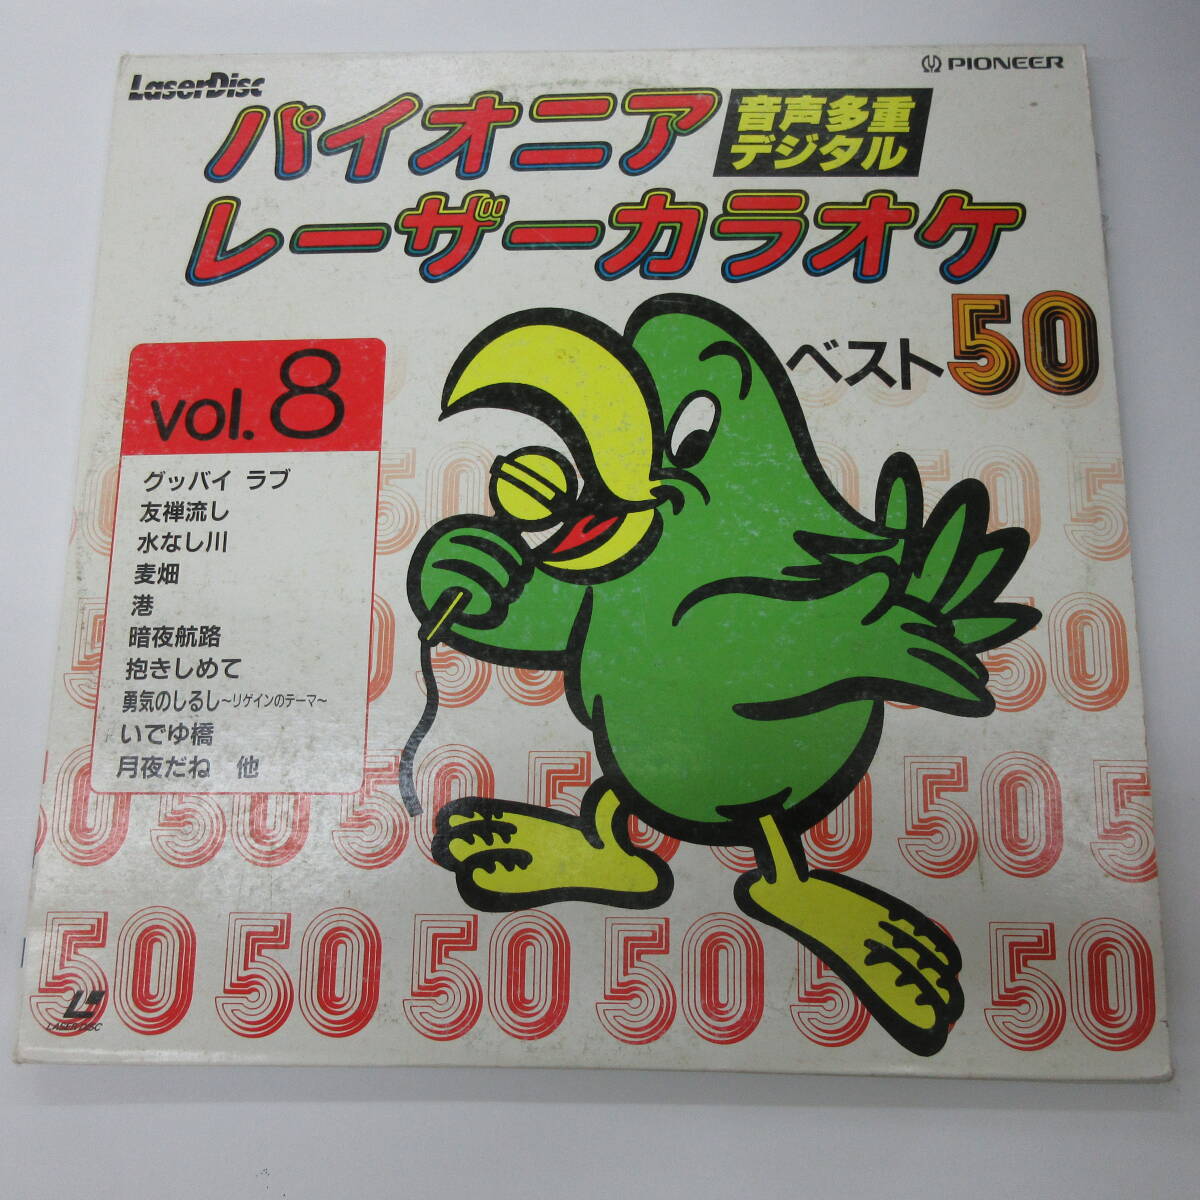 LaserDisc
PIONEER
パイオニア
音声多重
デジタル
レーザーカラオケ
ベスト50
vol. 8
グッバイ ラブ
友禅流し
水なし川
麦畑
港
暗夜航路
抱きしめて
勇気のしるし~リゲインのテーマ~
いでゆ橋
月夜だね 他
50 50 50 50 50 50
LASER DISC